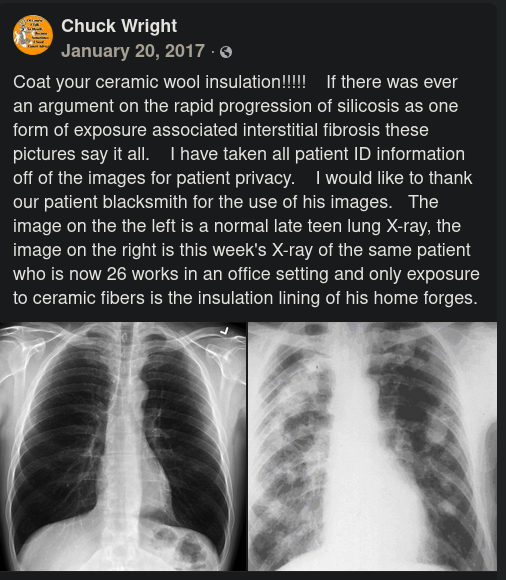 Chuck Wright
January 20, 2017 ·
Coat your ceramic wool insulation!!!!! If there was ever
an argument on the rapid progression of silicosis as one
form of exposure associated interstitial fibrosis these
pictures say it all. I have taken all patient ID information
off of the images for patient privacy. I would like to thank
our patient blacksmith for the use of his images. The
image on the the left is a normal late teen lung X-ray, the
image on the right is this week's X-ray of the same patient
who is now 26 works in an office setting and only exposure
to ceramic fibers is the insulation lining of his home forges.